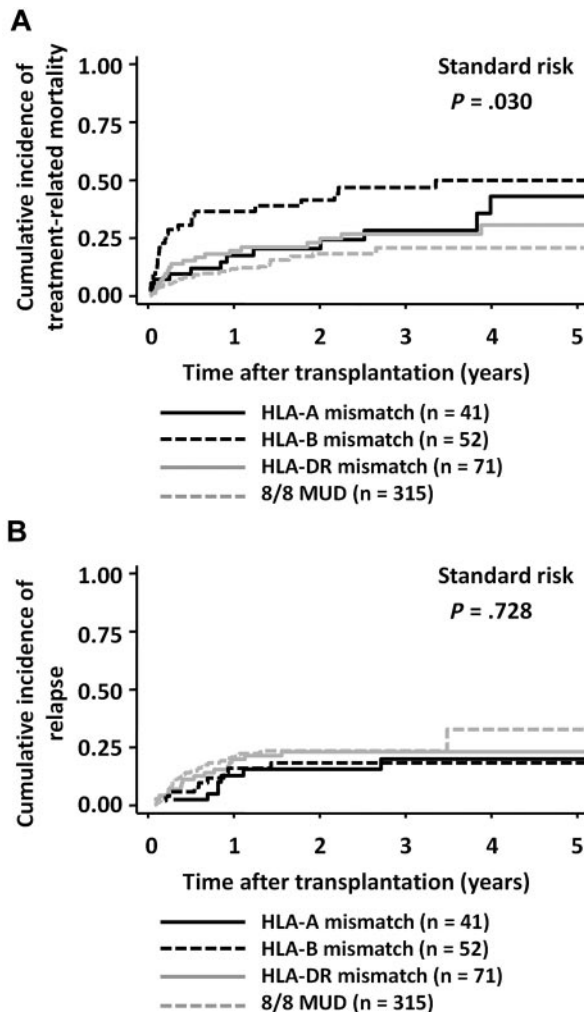 A
Standard risk
P = .030
Cumulative incidence of
treatment-related mortality
1.00
0.75
0.50
0.25
0.00
0 1 2 3 4 5
Time after transplantation (years)
HLA-A mismatch (n = 41)
HLA-B mismatch (n = 52)
HLA-DR mismatch (n = 71)
8/8 MUD (n = 315)
B
Standard risk
P = .728
Cumulative incidence of
relapse
1.00
0.75
0.50
0.25
0.00
0 1 2 3 4 5
Time after transplantation (years)
HLA-A mismatch (n = 41)
HLA-B mismatch (n = 52)
HLA-DR mismatch (n = 71)
8/8 MUD (n = 315)